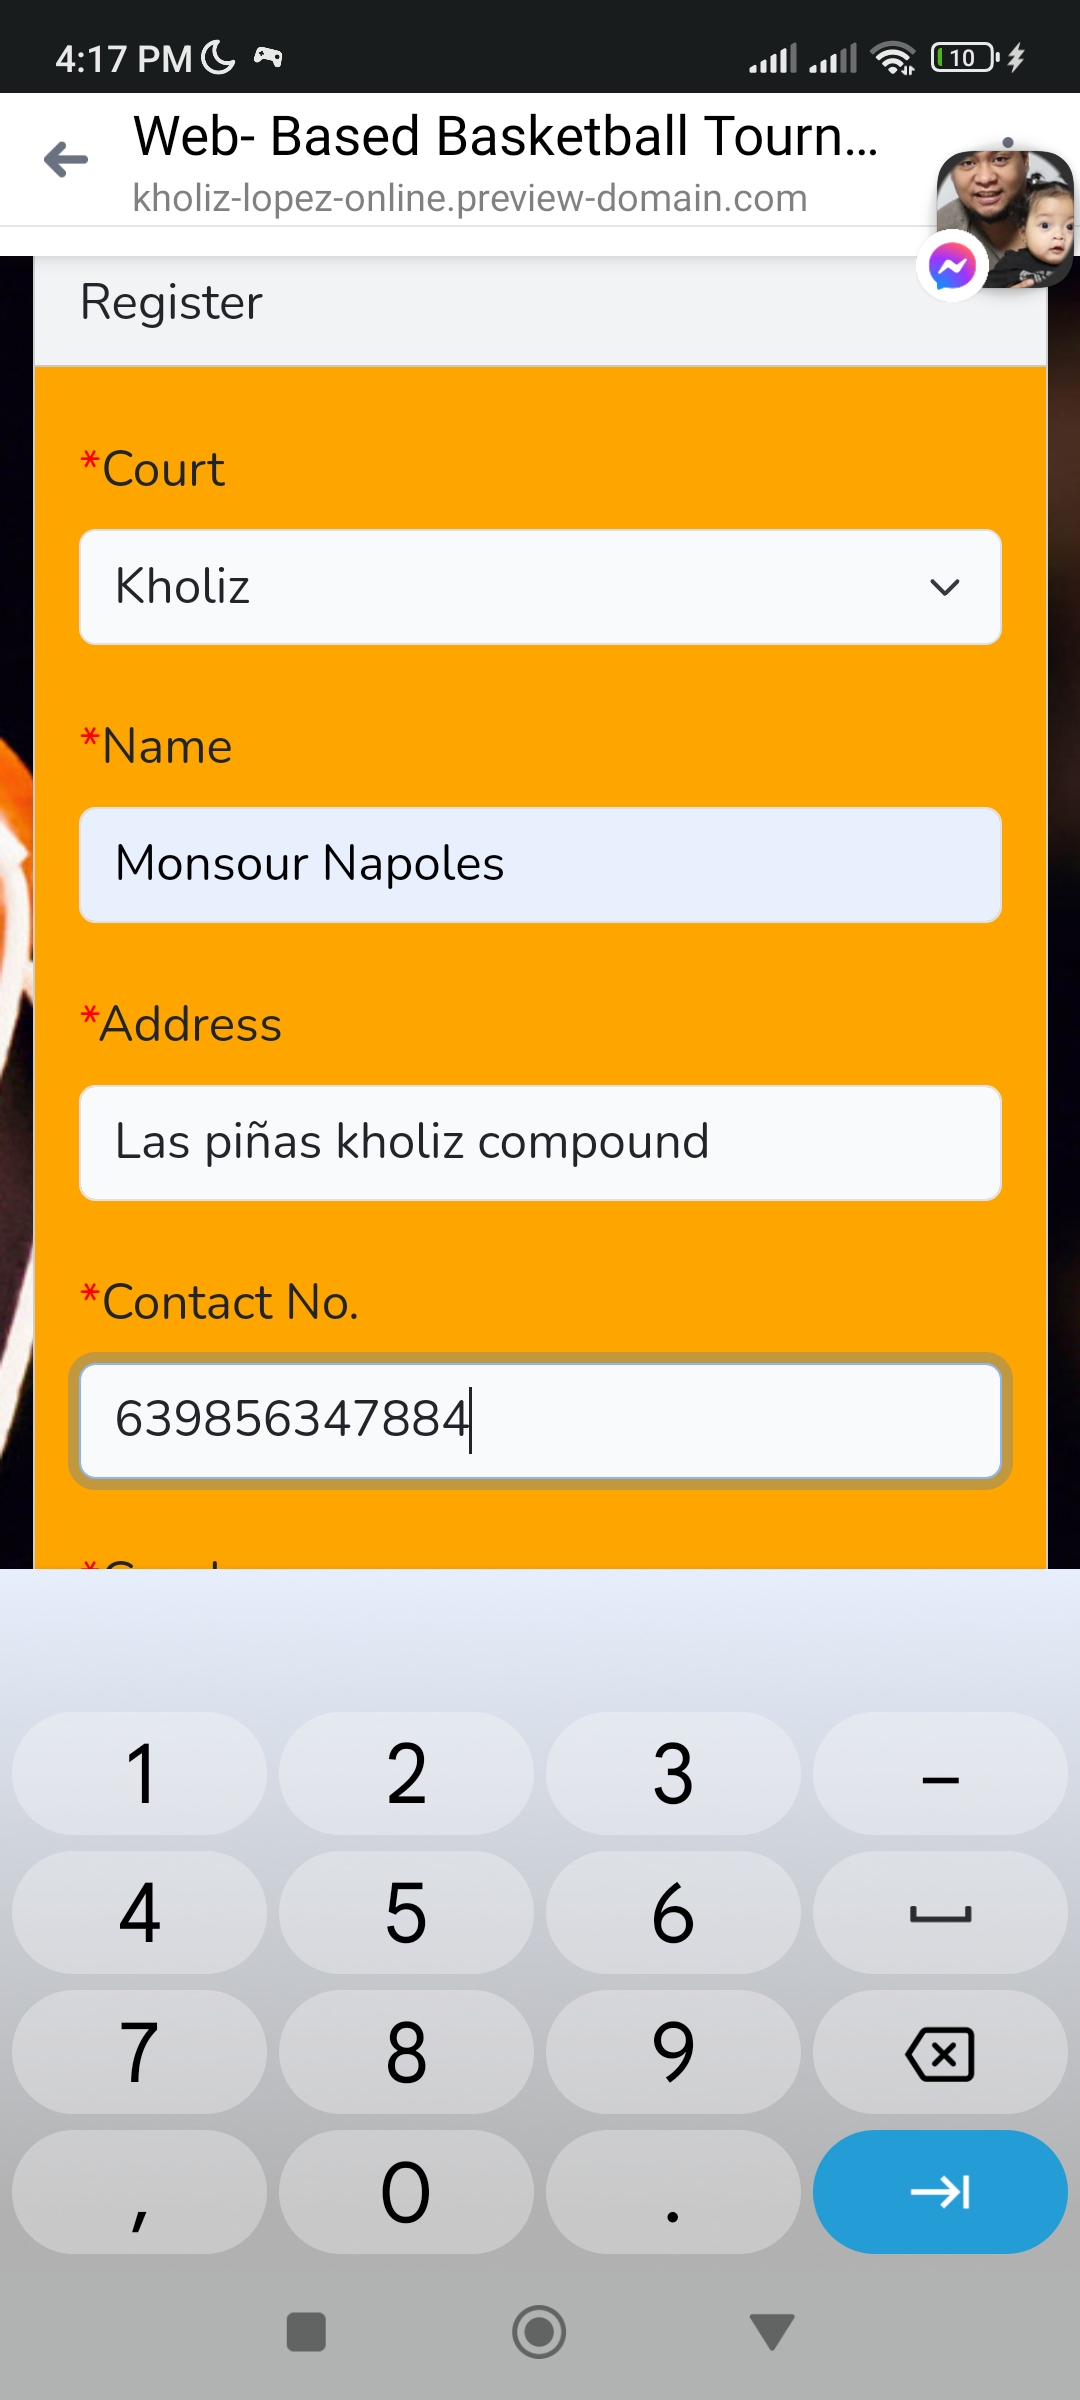 4:17 PM
10
Web- Based Basketball Tourn...
kholiz-lopez-online.preview-domain.com
Register
*Court
Kholiz
*Name
Monsour Napoles
*Address
Las piñas kholiz compound
*Contact No.
639856347884
1 2 3 –
4 5 6
7 8 9
, 0 .